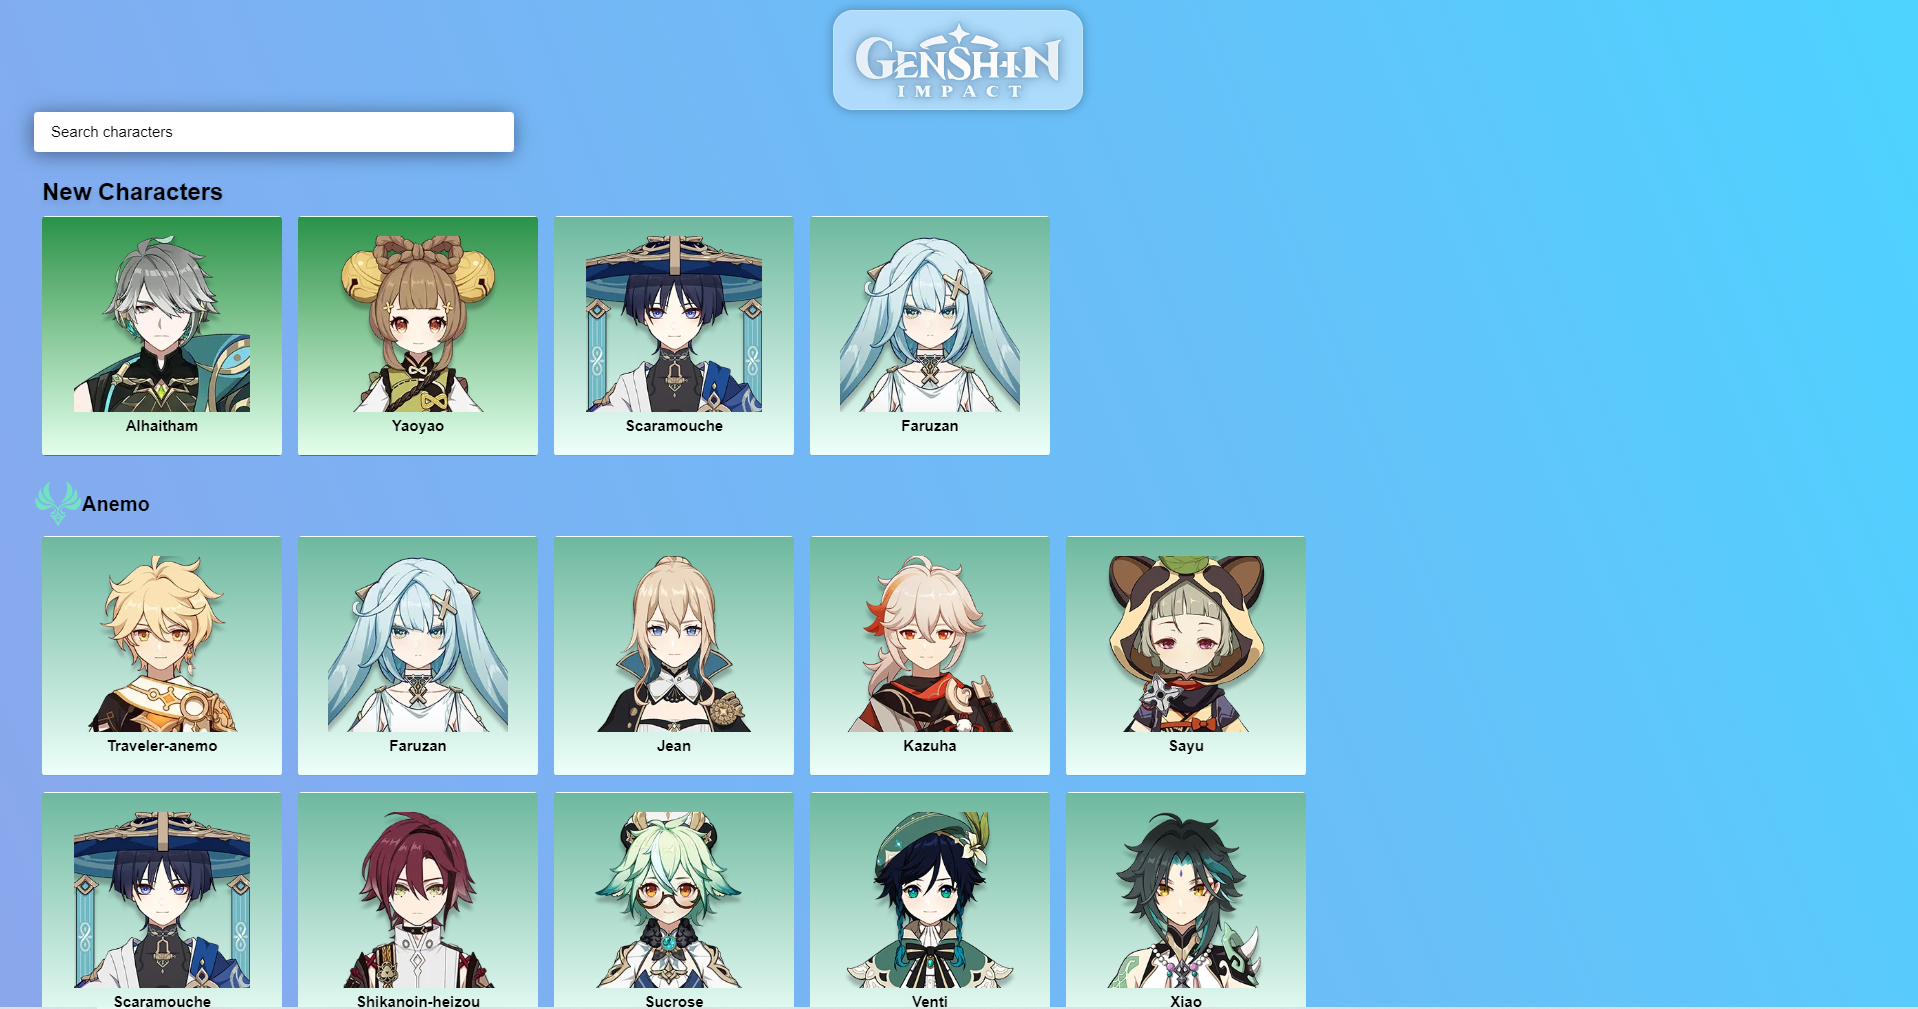 GENSHIN
IMPACT
Search characters
New Characters
Alhaitham
Yaoyao
Scaramouche
Faruzan
Anemo
Traveler-anemo
Faruzan
Jean
Kazuha
Sayu
Scaramouche
Shikanoin-heizou
Sucrose
Venti
Xiao